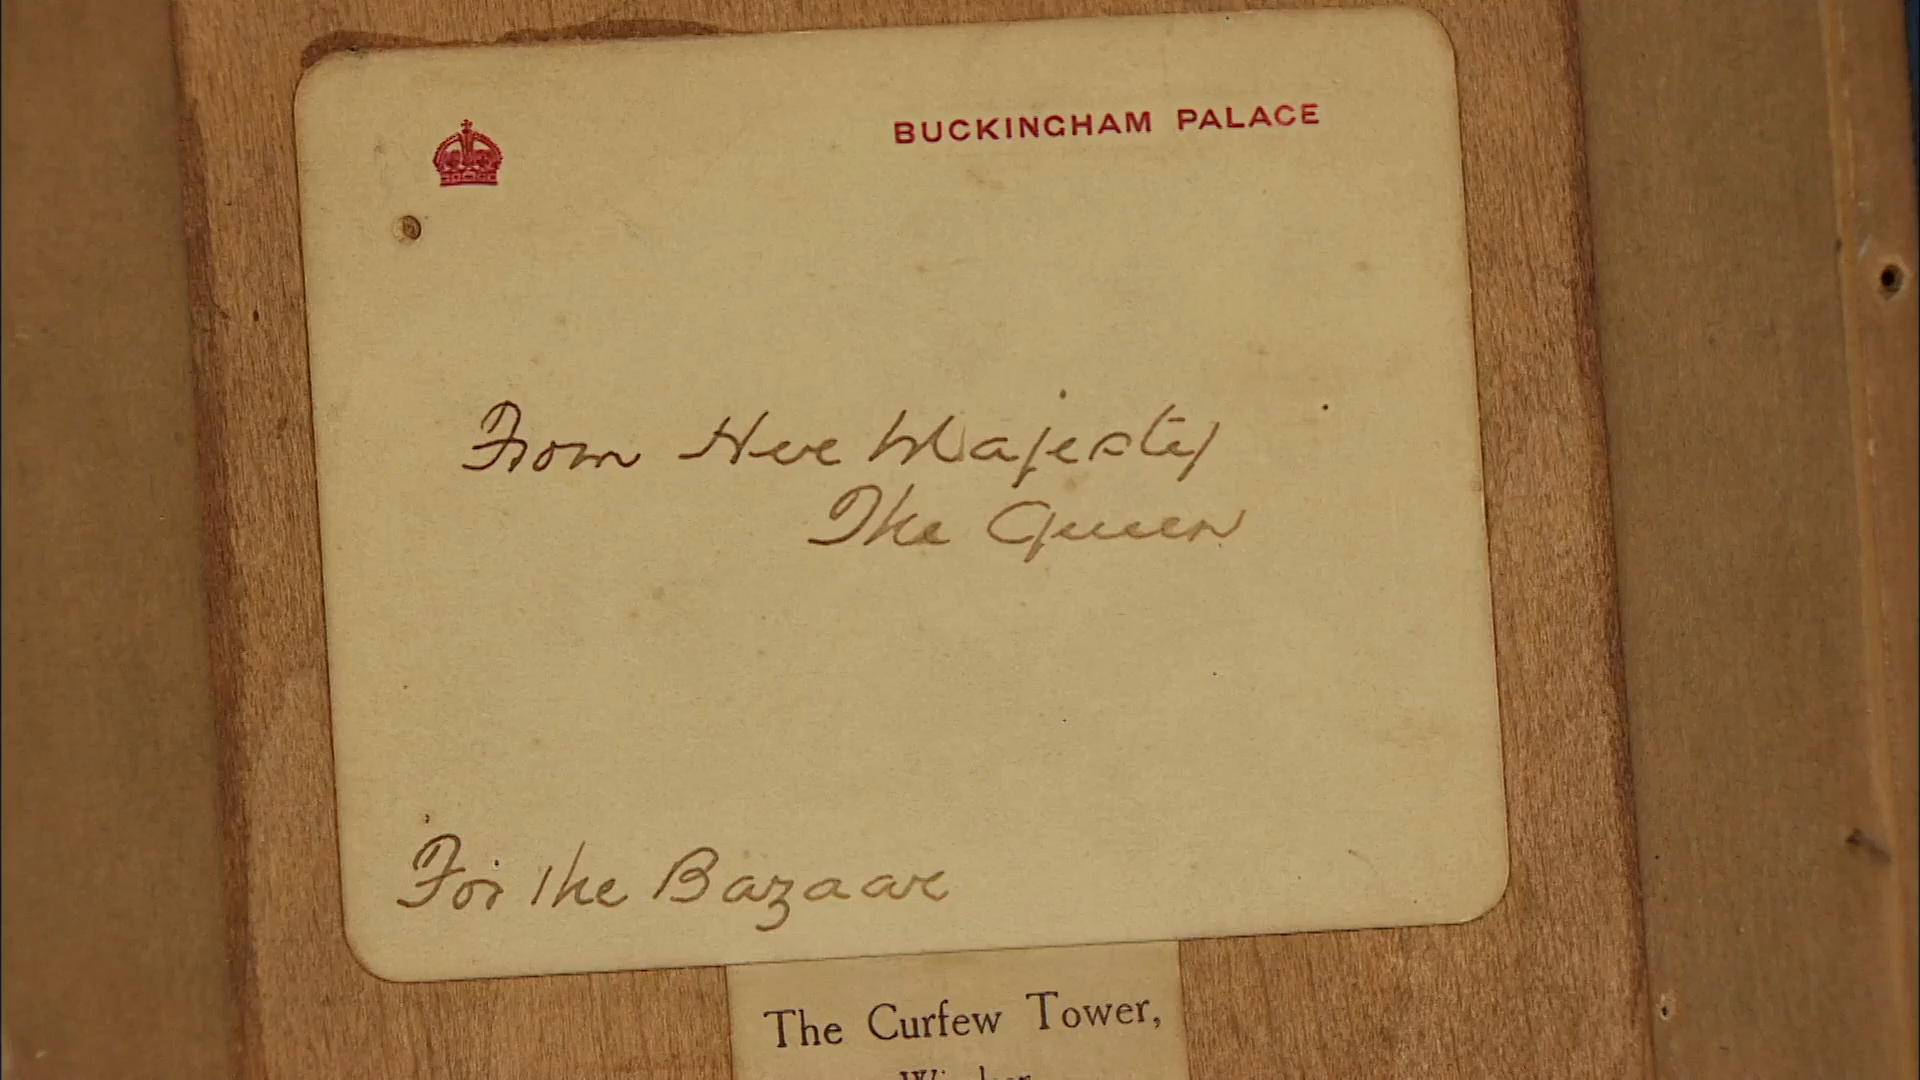 BUCKINGHAM PALACE
From Her Majesty
The Queen
For the Bazaar
The Curfew Tower,